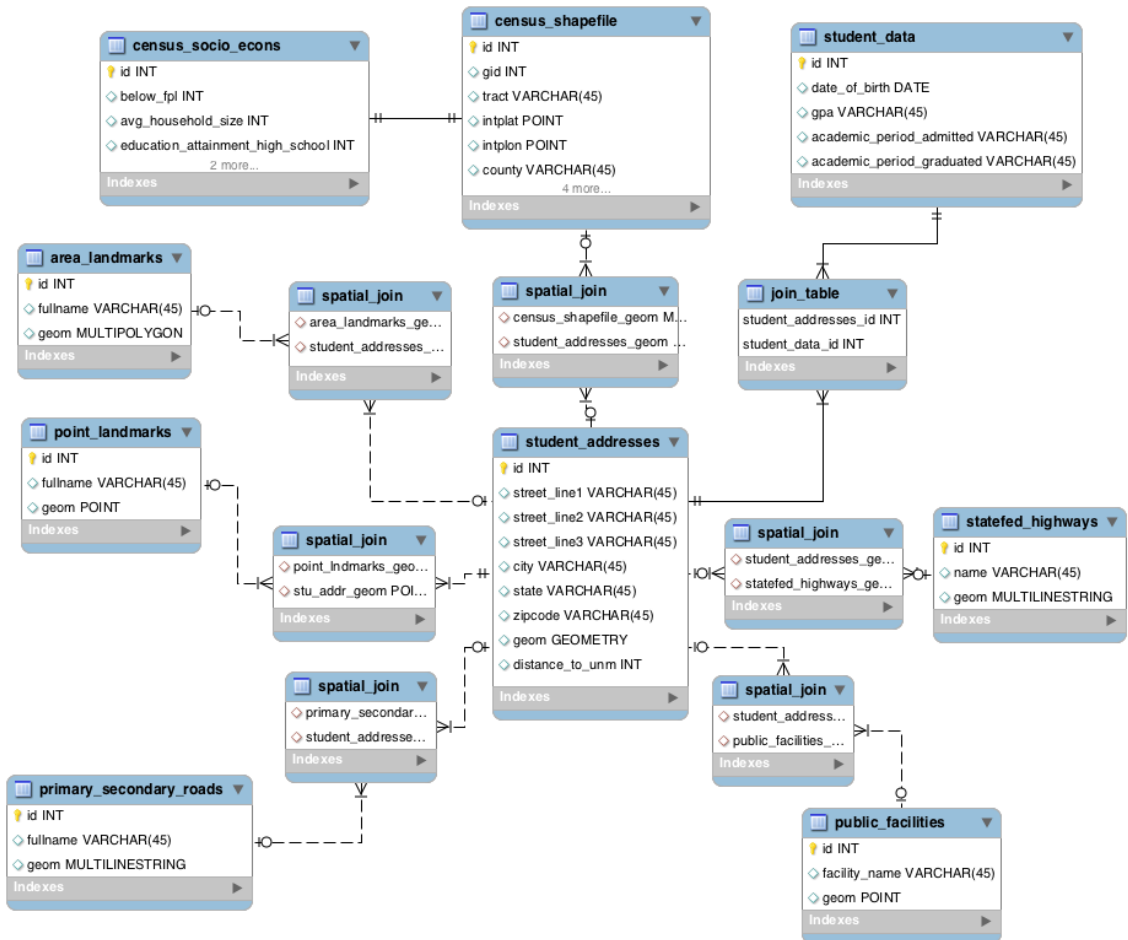 census_socio_econs
id INT
below_fpl INT
avg_household_size INT
education_attainment_high_school INT
2 more...
Indexes
census_shapefile
id INT
gid INT
tract VARCHAR(45)
intplat POINT
intplon POINT
county VARCHAR(45)
4 more...
Indexes
student_data
id INT
date_of_birth DATE
gpa VARCHAR(45)
academic_period_admitted VARCHAR(45)
academic_period_graduated VARCHAR(45)
Indexes
area_landmarks
id INT
fullname VARCHAR(45)
geom MULTIPOLYGON
Indexes
spatial_join
area_landmarks_ge...
student_addresses_...
Indexes
spatial_join
census_shapefile_geom M...
student_addresses_geom ...
Indexes
join_table
student_addresses_id INT
student_data_id INT
Indexes
point_landmarks
id INT
fullname VARCHAR(45)
geom POINT
Indexes
student_addresses
id INT
street_line1 VARCHAR(45)
street_line2 VARCHAR(45)
street_line3 VARCHAR(45)
city VARCHAR(45)
state VARCHAR(45)
zipcode VARCHAR(45)
geom GEOMETRY
distance_to_unm INT
Indexes
spatial_join
point_lndmarks_geo...
stu_addr_geom POI...
Indexes
spatial_join
student_addresses_ge...
statefed_highways_ge...
Indexes
statefed_highways
id INT
name VARCHAR(45)
geom MULTILINESTRING
Indexes
spatial_join
primary_secondar...
student_addresse...
Indexes
spatial_join
student_address...
public_facilities_...
Indexes
primary_secondary_roads
id INT
fullname VARCHAR(45)
geom MULTILINESTRING
Indexes
public_facilities
id INT
facility_name VARCHAR(45)
geom POINT
Indexes